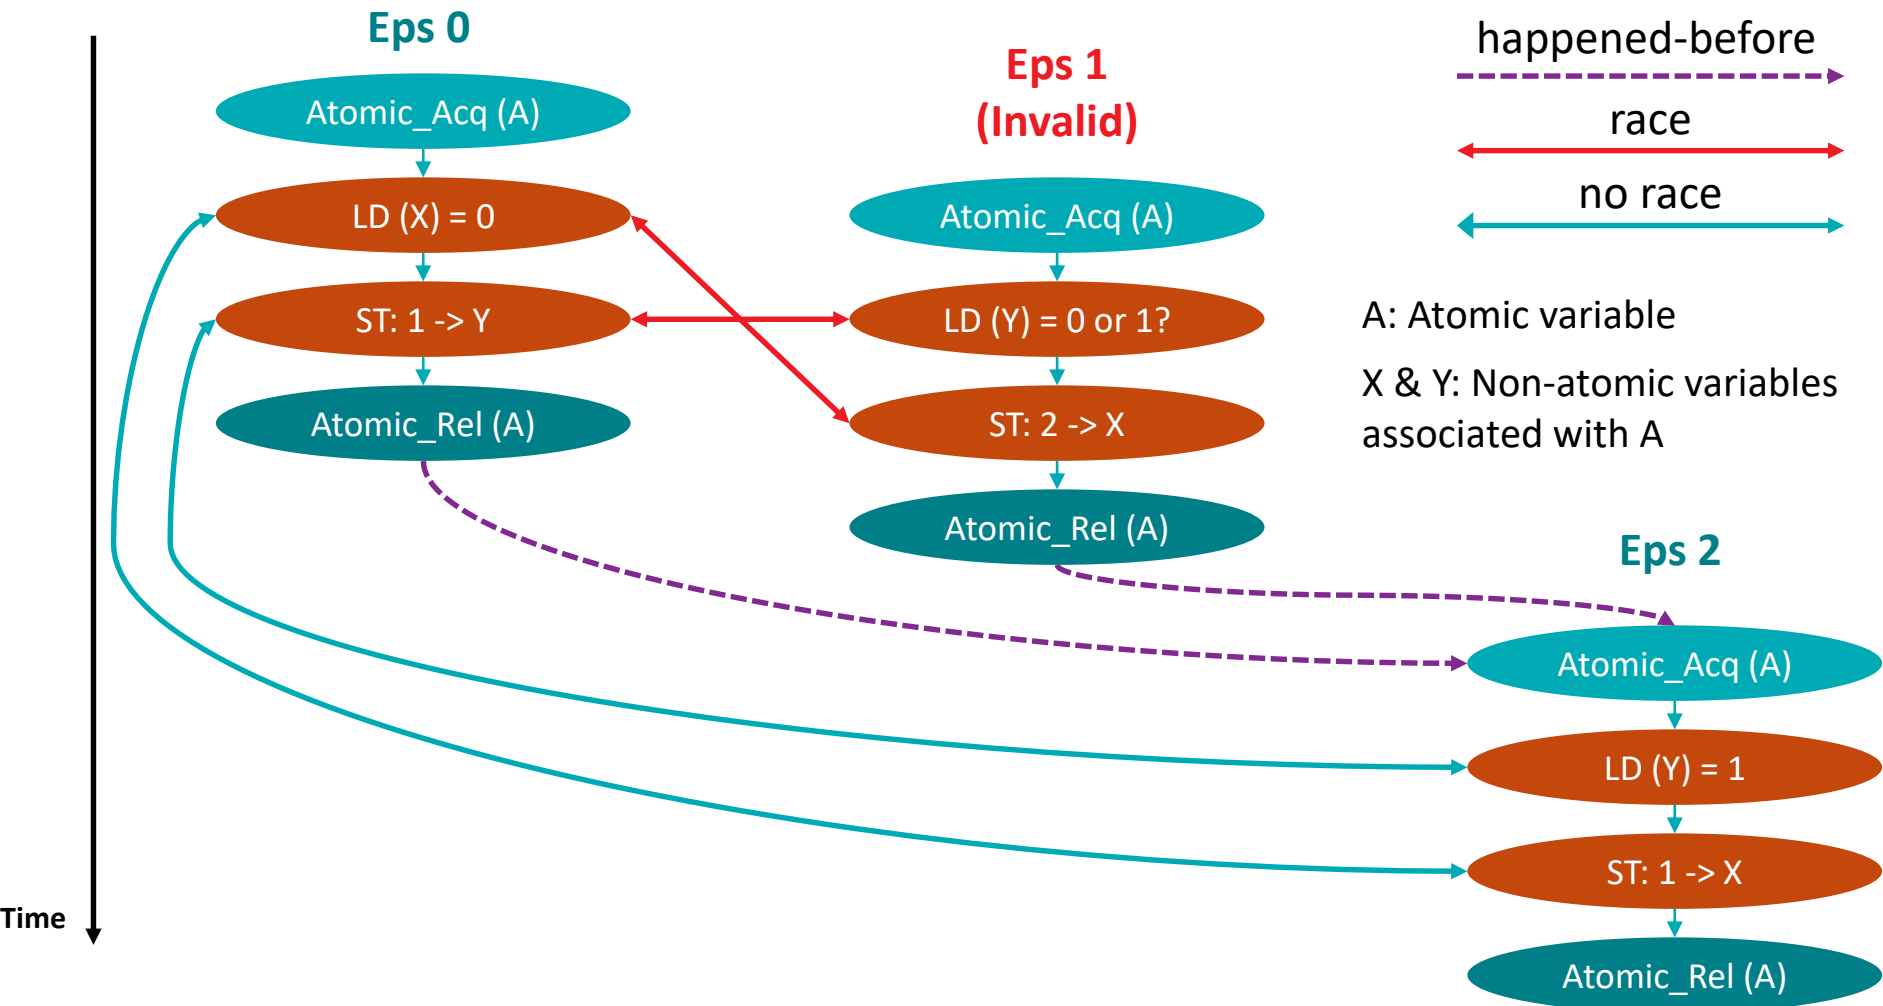 Eps 0
Atomic_Acq (A)
LD (X) = 0
ST: 1 -> Y
Atomic_Rel (A)
Eps 1
(Invalid)
Atomic_Acq (A)
LD (Y) = 0 or 1?
ST: 2 -> X
Atomic_Rel (A)
happened-before
race
no race
A: Atomic variable
X & Y: Non-atomic variables
associated with A
Eps 2
Atomic_Acq (A)
LD (Y) = 1
ST: 1 -> X
Atomic_Rel (A)
Time